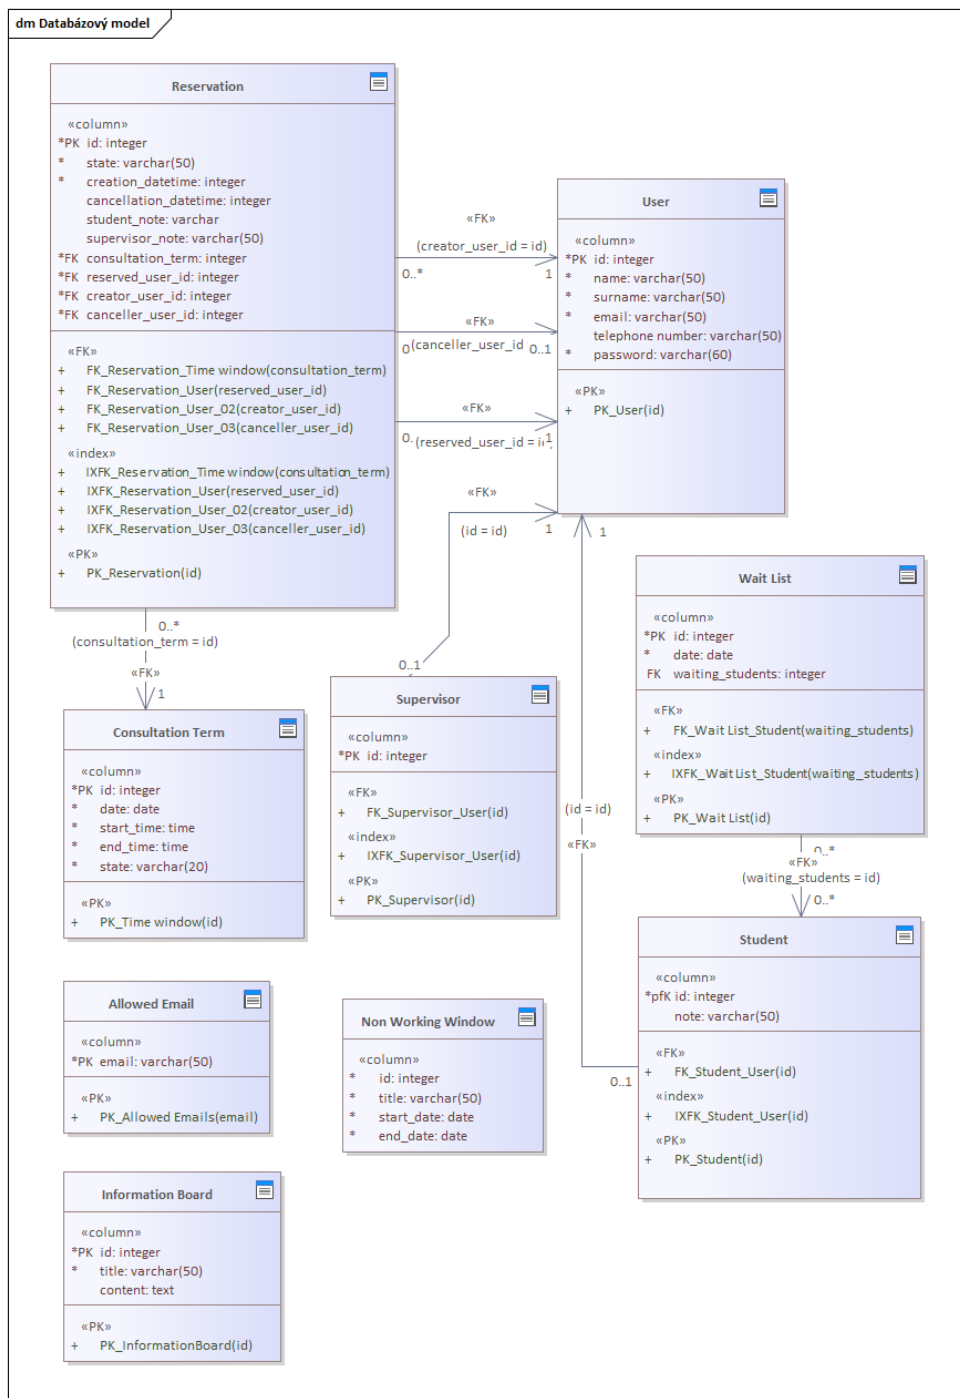 dm Databázový model
Reservation
«column»
*PK id: integer
* state: varchar(50)
* creation_datetime: integer
cancellation_datetime: integer
student_note: varchar
supervisor_note: varchar(50)
*FK consultation_term: integer
*FK reserved_user_id: integer
*FK creator_user_id: integer
*FK canceller_user_id: integer
«FK»
+ FK_Reservation_Time window(consultation_term)
+ FK_Reservation_User(reserved_user_id)
+ FK_Reservation_User_02(creator_user_id)
+ FK_Reservation_User_03(canceller_user_id)
«index»
+ IXFK_Reservation_Time window(consultation_term)
+ IXFK_Reservation_User(reserved_user_id)
+ IXFK_Reservation_User_02(creator_user_id)
+ IXFK_Reservation_User_03(canceller_user_id)
«PK»
+ PK_Reservation(id)
«FK»
(creator_user_id = id)
0..* 1
«FK»
0 (canceller_user_id 0..1
«FK»
0. (reserved_user_id = id 1
«FK»
(id = id) 1
User
«column»
*PK id: integer
* name: varchar(50)
* surname: varchar(50)
* email: varchar(50)
telephone number: varchar(50)
* password: varchar(60)
«PK»
+ PK_User(id)
1
0..*
(consultation_term = id)
«FK»
1
0..1
Wait List
«column»
*PK id: integer
* date: date
FK waiting_students: integer
«FK»
+ FK_Wait List_Student(waiting_students)
«index»
+ IXFK_Wait List_Student(waiting_students)
«PK»
+ PK_Wait List(id)
Consultation Term
«column»
*PK id: integer
* date: date
* start_time: time
* end_time: time
* state: varchar(20)
«PK»
+ PK_Time window(id)
Supervisor
«column»
*PK id: integer
«FK»
+ FK_Supervisor_User(id)
«index»
+ IXFK_Supervisor_User(id)
«PK»
+ PK_Supervisor(id)
(id = id)
«FK»
0..1
0..*
«FK»
(waiting_students = id)
0..*
Student
«column»
*pfK id: integer
note: varchar(50)
«FK»
+ FK_Student_User(id)
«index»
+ IXFK_Student_User(id)
«PK»
+ PK_Student(id)
Allowed Email
«column»
*PK email: varchar(50)
«PK»
+ PK_Allowed Emails(email)
Non Working Window
«column»
* id: integer
* title: varchar(50)
* start_date: date
* end_date: date
Information Board
«column»
*PK id: integer
* title: varchar(50)
content: text
«PK»
+ PK_InformationBoard(id)